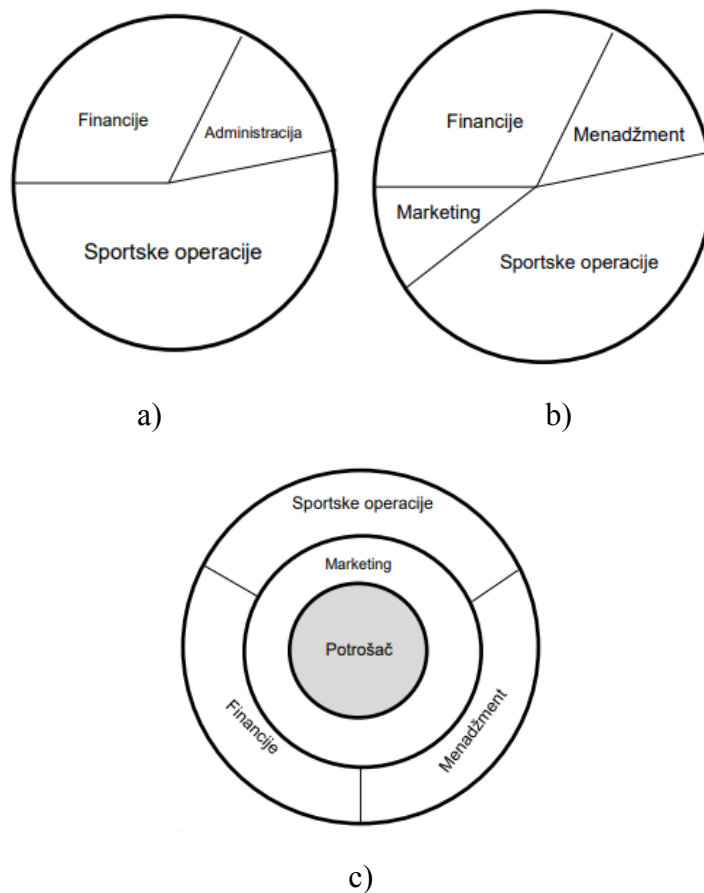 Financije
Administracija
Sportske operacije
a)
Financije
Menadžment
Marketing
Sportske operacije
b)
Sportske operacije
Marketing
Potrošač
Financije
Menadžment
c)